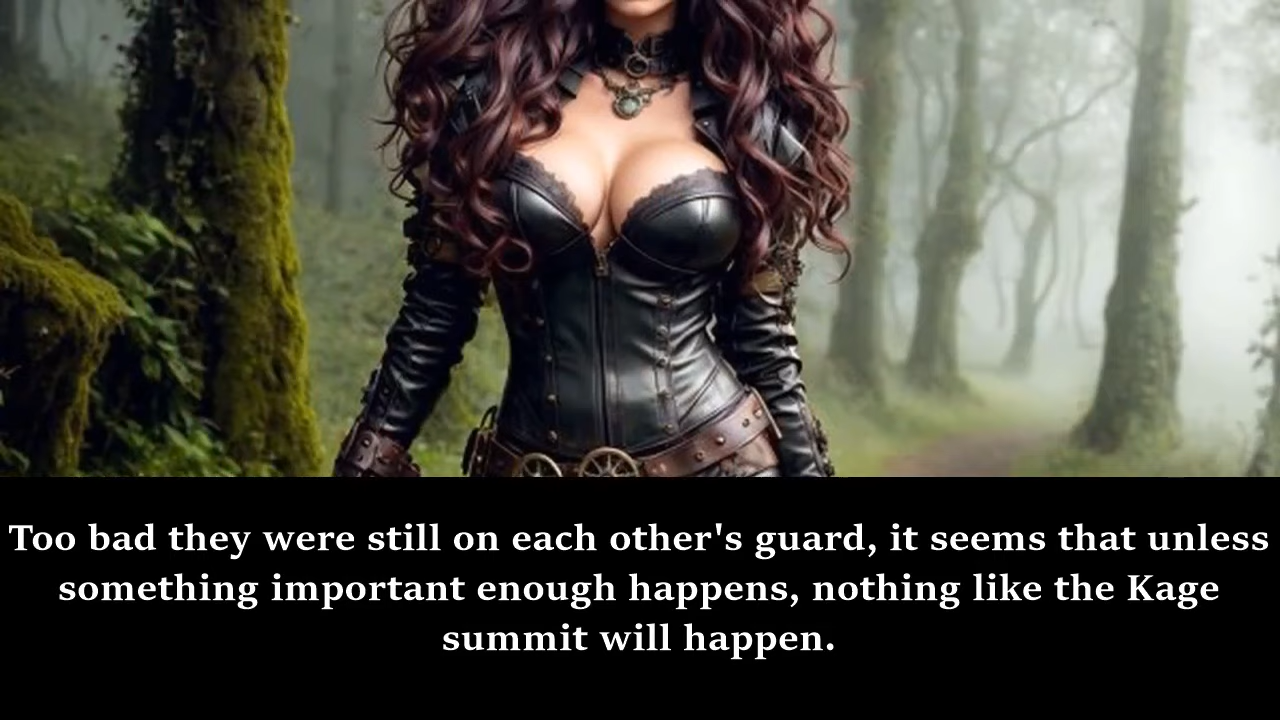 Too bad they were still on each other's guard, it seems that unless
something important enough happens, nothing like the Kage
summit will happen.